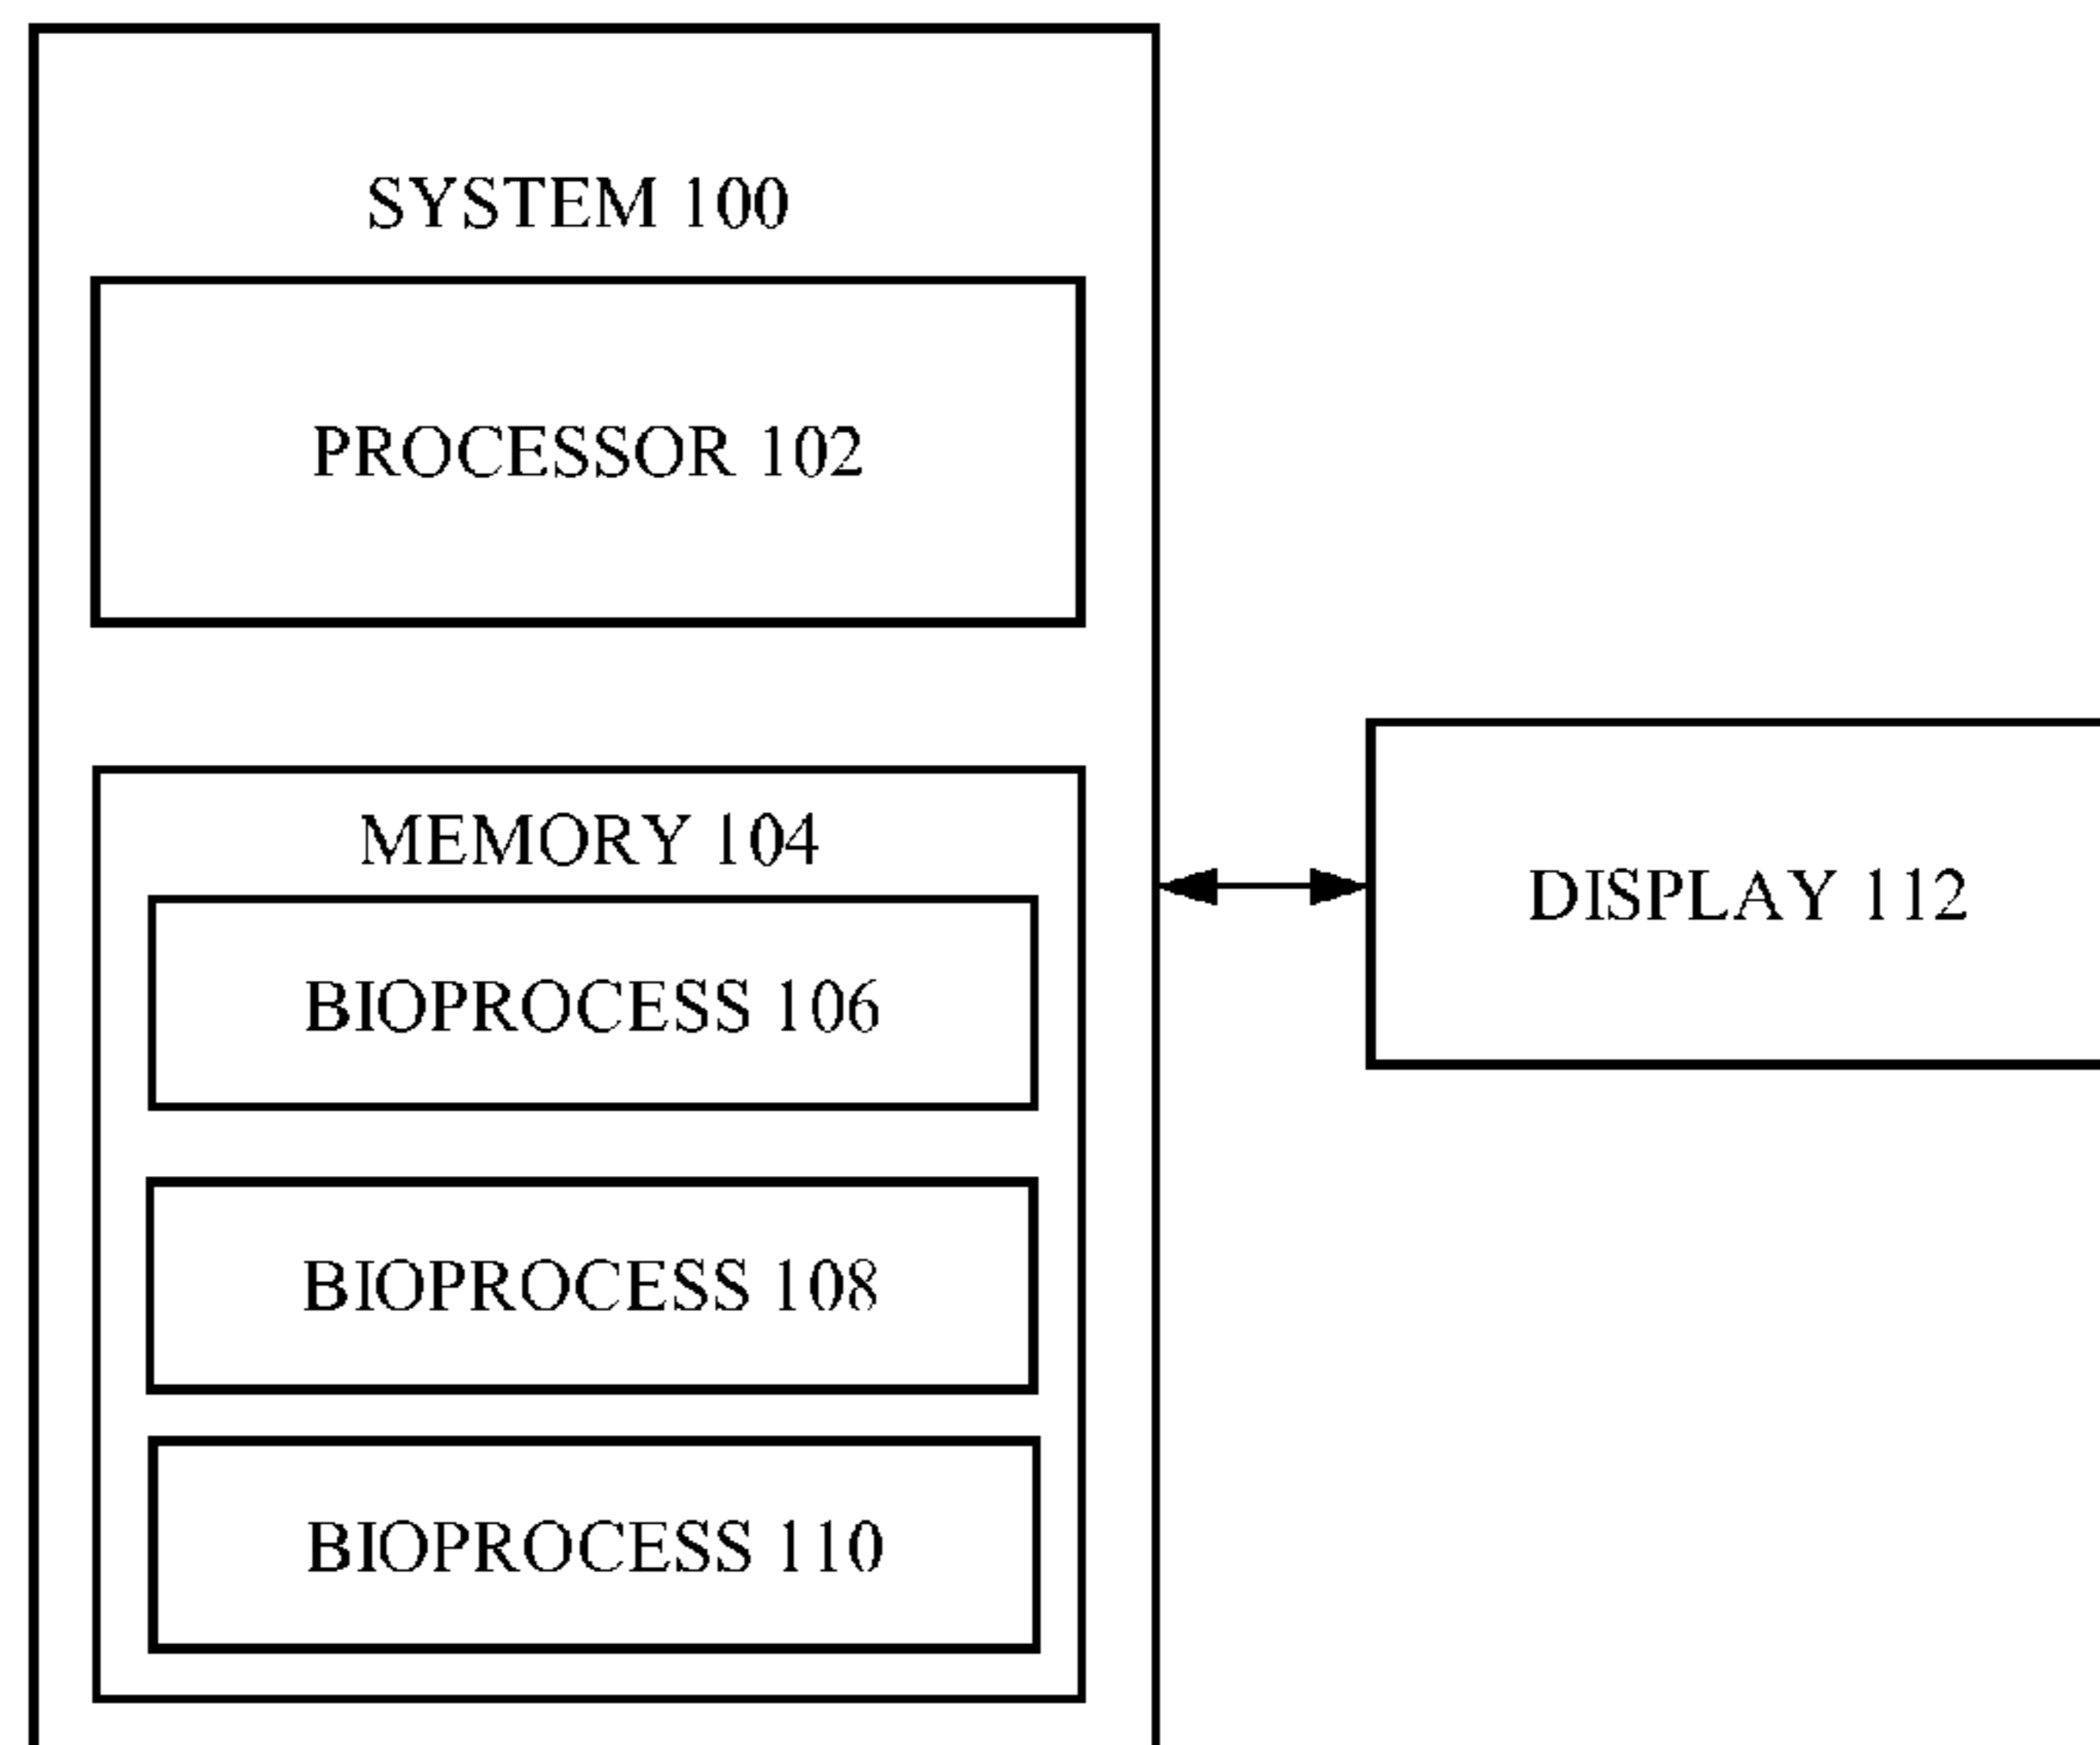 SYSTEM 100
PROCESSOR 102
MEMORY 104
BIOPROCESS 106
BIOPROCESS 108
BIOPROCESS 110
DISPLAY 112